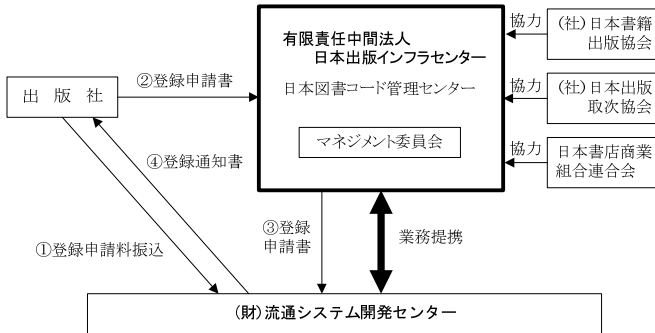 有限責任中間法人
日本出版インフラセンター
日本図書コード管理センター
マネジメント委員会
協力
(社)日本書籍
出版協会
協力
(社)日本出版
取次協会
協力
日本書店商業
組合連合会
出 版 社
②登録申請書
④登録通知書
①登録申請料振込
③登録
申請書
業務提携
(財)流通システム開発センター